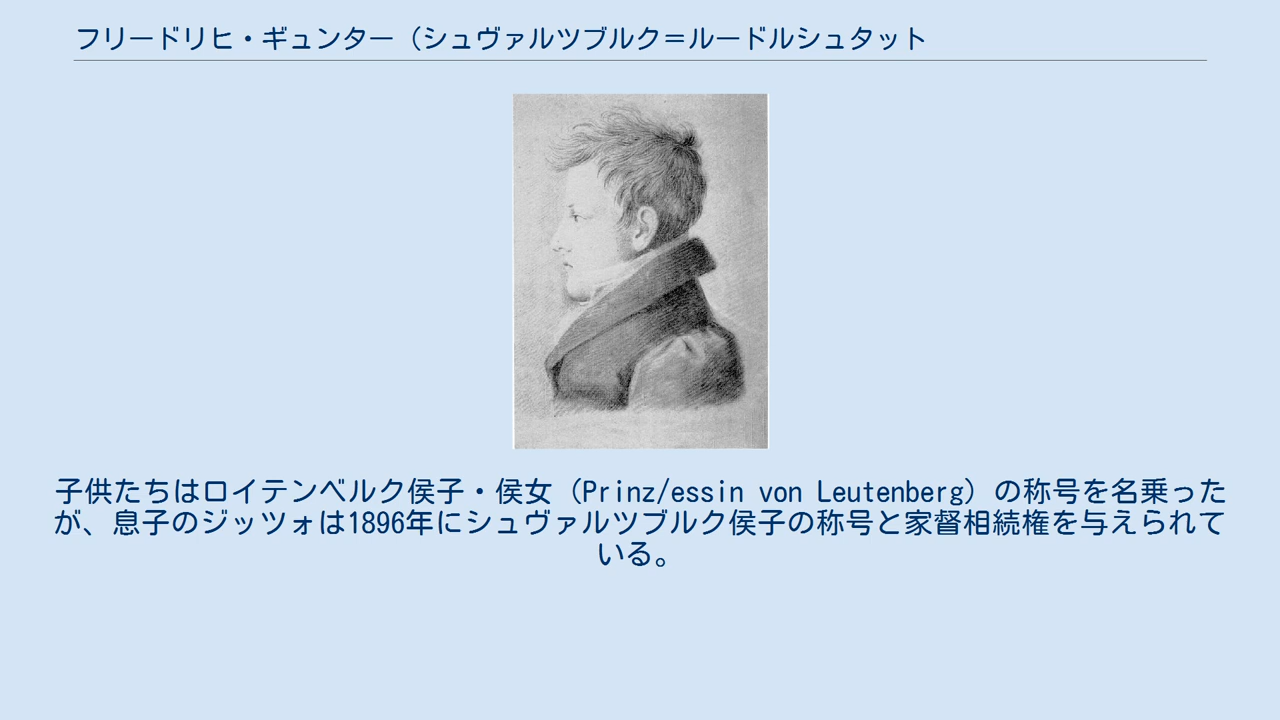 フリードリヒ・ギュンター（シュヴァルツブルク＝ルードルシュタット
子供たちはロイテンベルク侯子・侯女（Prinz/essin von Leutenberg）の称号を名乗った
が、息子のジッツォは1896年にシュヴァルツブルク侯子の称号と家督相続権を与えられて
いる。